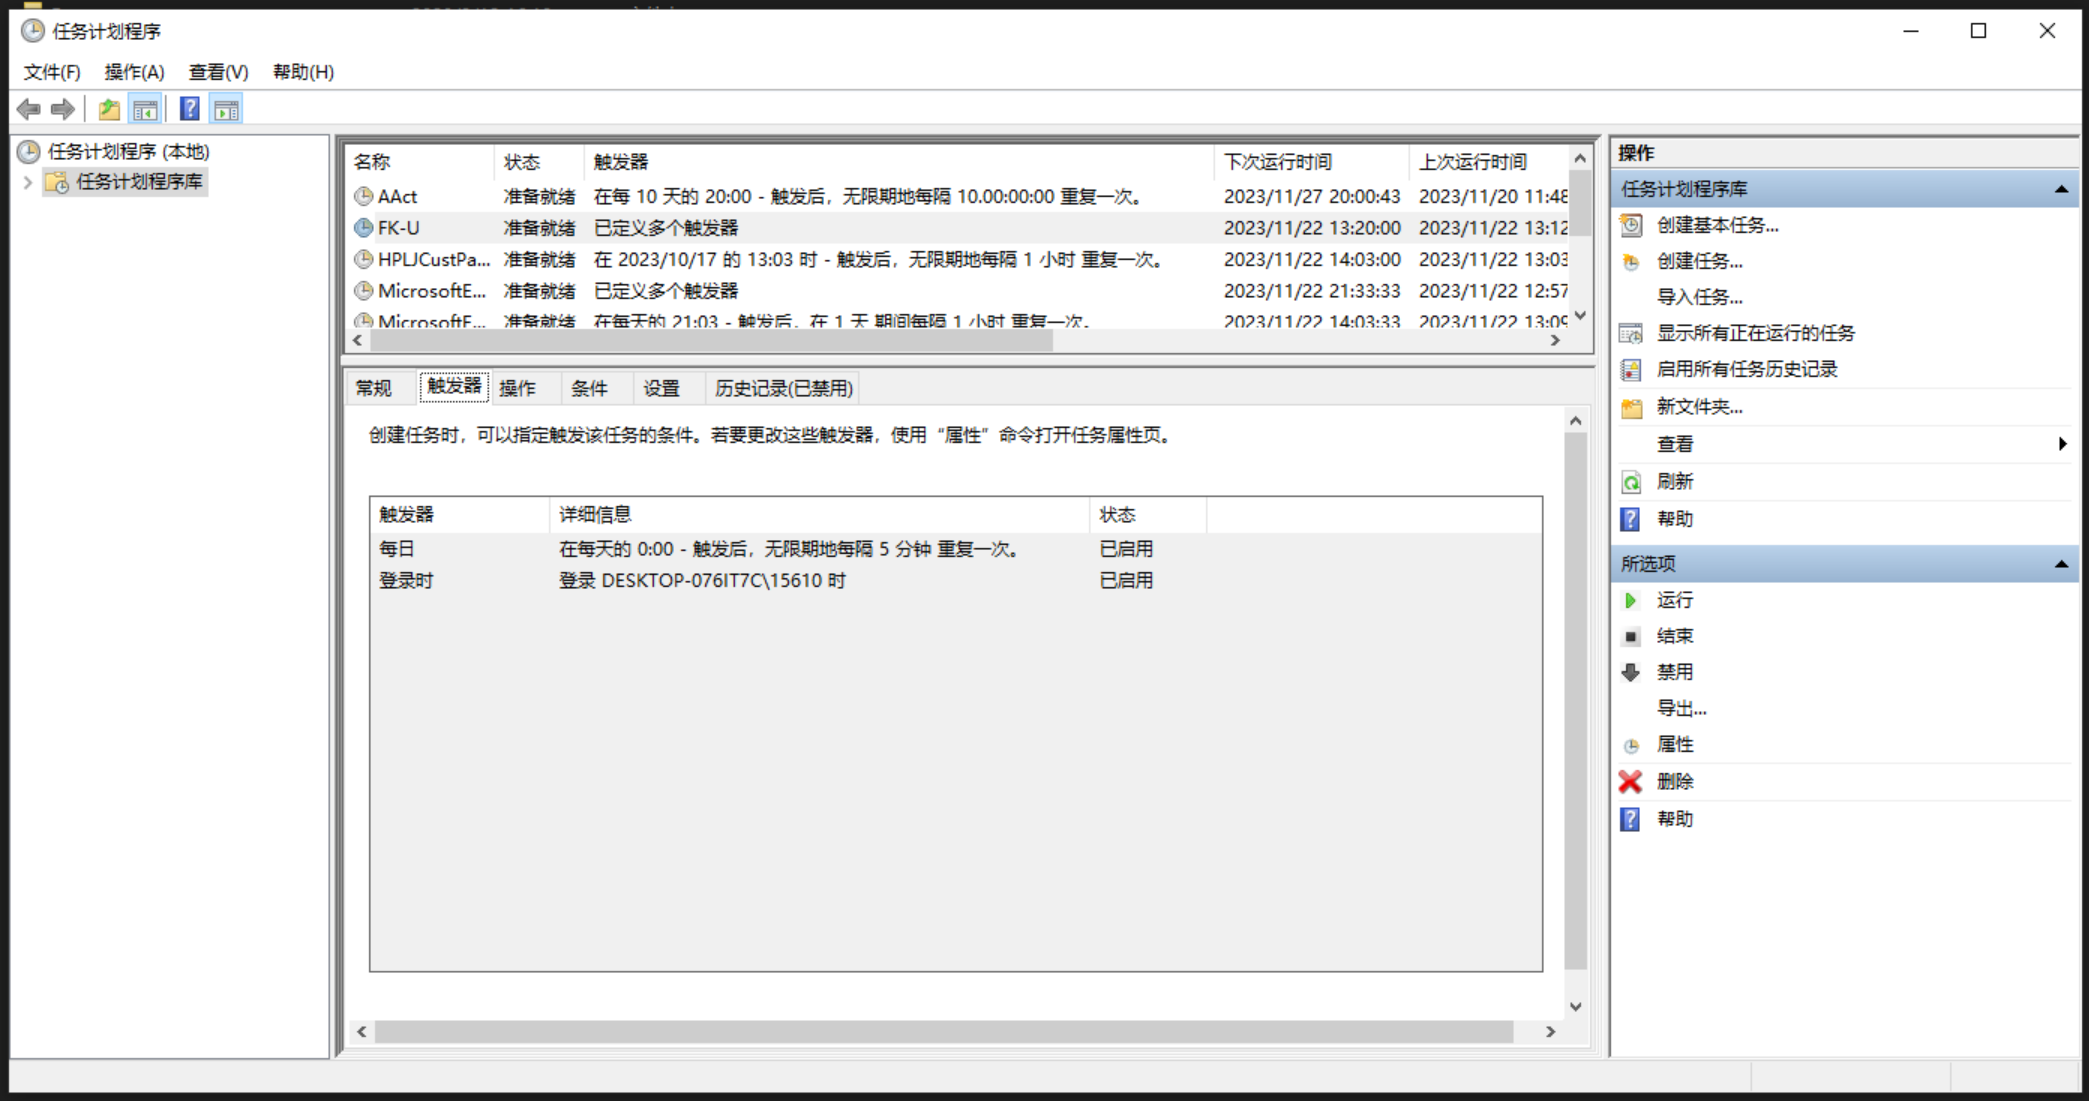 任务计划程序
文件(F) 操作(A) 查看(V) 帮助(H)
任务计划程序 (本地)
任务计划程序库
名称 状态 触发器 下次运行时间 上次运行时间
AAct 准备就绪 在每 10 天的 20:00 - 触发后，无限期地每隔 10.00:00:00 重复一次。 2023/11/27 20:00:43 2023/11/20 11:48
FK-U 准备就绪 已定义多个触发器 2023/11/22 13:20:00 2023/11/22 13:12
HPLJCustPa... 准备就绪 在 2023/10/17 的 13:03 时 - 触发后，无限期地每隔 1 小时 重复一次。 2023/11/22 14:03:00 2023/11/22 13:03
MicrosoftE... 准备就绪 已定义多个触发器 2023/11/22 21:33:33 2023/11/22 12:57
MicrosoftE... 准备就绪 在每天的 21:03 - 触发后，在 1 天 期间每隔 1 小时 重复一次。 2023/11/22 14:03:33 2023/11/22 13:09
常规 触发器 操作 条件 设置 历史记录(已禁用)
创建任务时，可以指定触发该任务的条件。若要更改这些触发器，使用“属性”命令打开任务属性页。
触发器 详细信息 状态
每日 在每天的 0:00 - 触发后，无限期地每隔 5 分钟 重复一次。 已启用
登录时 登录 DESKTOP-076IT7C\15610 时 已启用
操作
任务计划程序库
创建基本任务...
创建任务...
导入任务...
显示所有正在运行的任务
启用所有任务历史记录
新文件夹...
查看
刷新
帮助
所选项
运行
结束
禁用
导出...
属性
删除
帮助